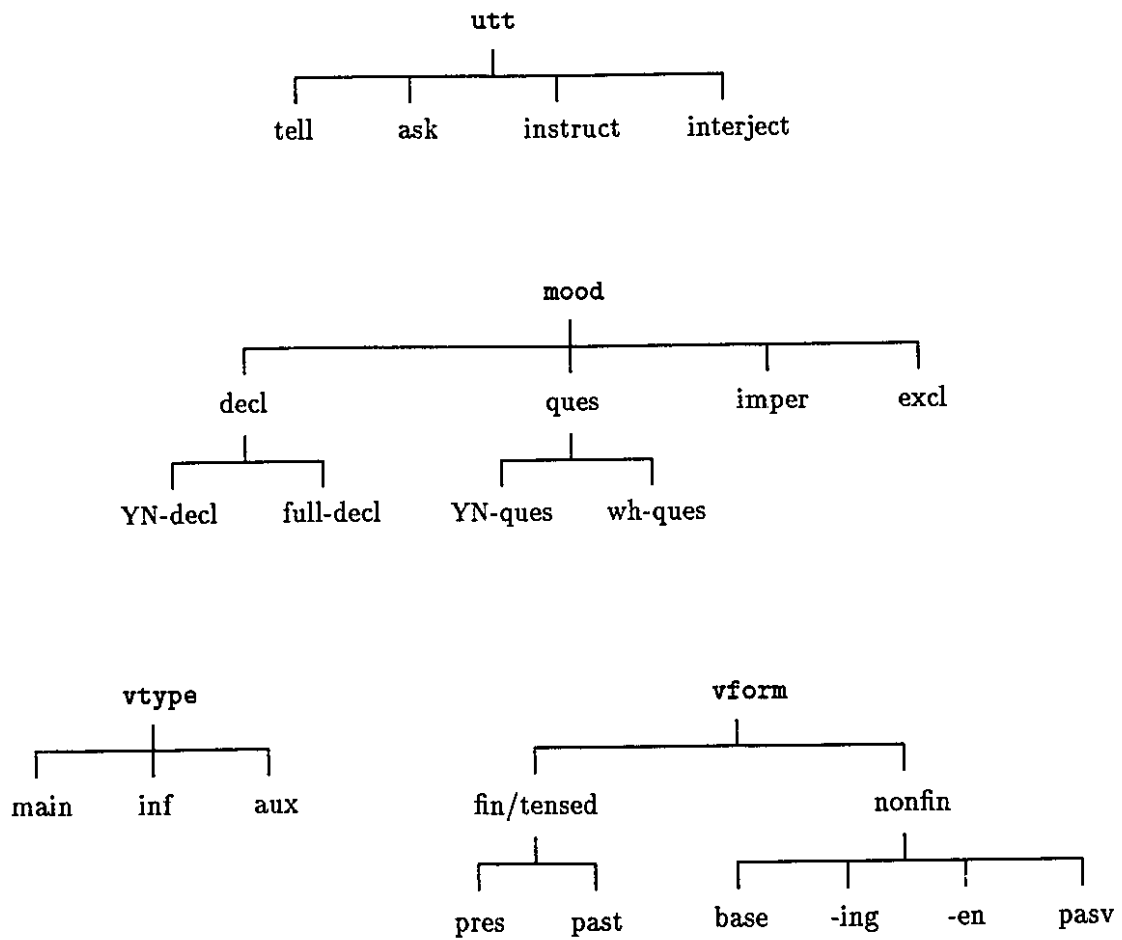 utt
tell ask instruct interject
mood
decl ques imper excl
YN-decl full-decl YN-ques wh-ques
vtype vform
main inf aux fin/tensed nonfin
pres past base -ing -en pasv